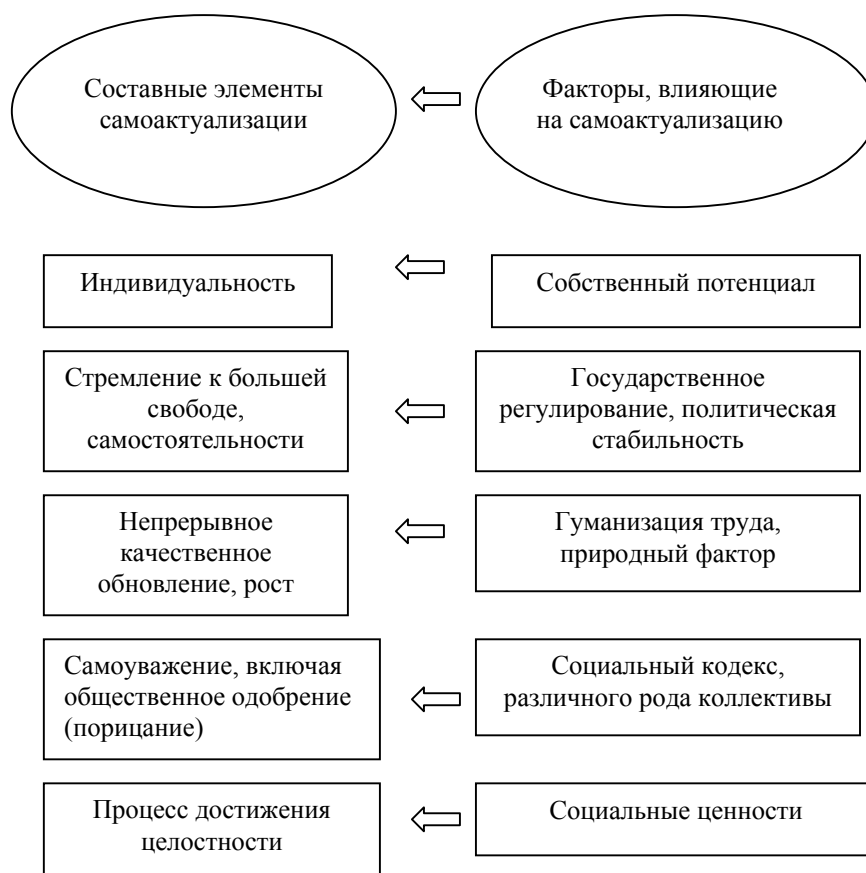 Составные элементы
самоактуализации
Факторы, влияющие
на самоактуализацию
Индивидуальность
Собственный потенциал
Стремление к большей
свободе,
самостоятельности
Государственное
регулирование, политическая
стабильность
Непрерывное
качественное
обновление, рост
Гуманизация труда,
природный фактор
Самоуважение, включая
общественное одобрение
(порицание)
Социальный кодекс,
различного рода коллективы
Процесс достижения
целостности
Социальные ценности